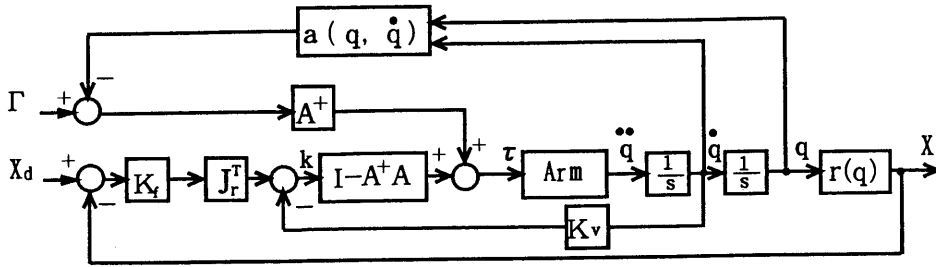 a ( q, q̇ )
−
Γ + A⁺
+
X_d + K_f J_r^T k I−A⁺A + τ Arm q̈ 1/s q̇ 1/s q r(q) X
− −
K_v